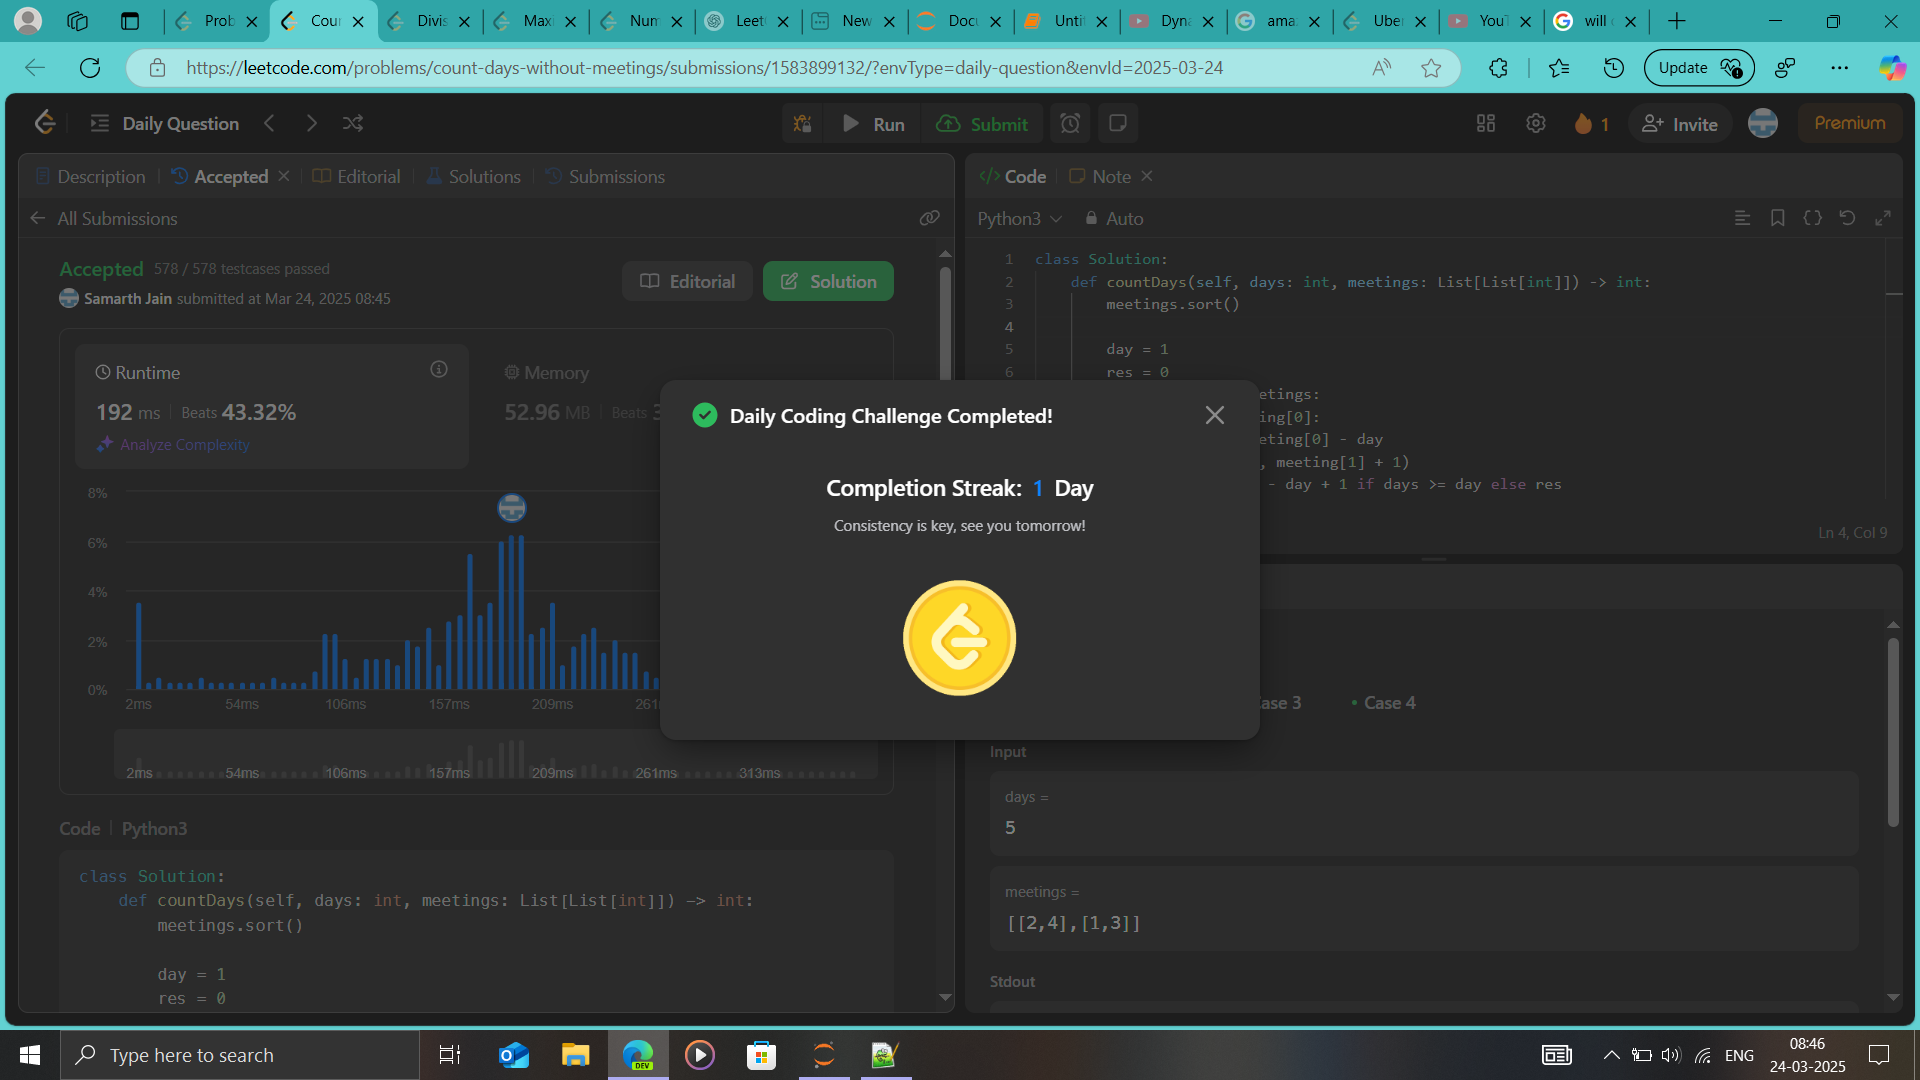 Prob
Cour
Divis
Maxi
Num
Leet
New
Docu
Unti
Dyna
ama
Uber
YouT
will
https://leetcode.com/problems/count-days-without-meetings/submissions/1583899132/?envType=daily-question&envId=2025-03-24
Update
Daily Question
Run
Submit
1
Invite
Premium
Description
Accepted
Editorial
Solutions
Submissions
All Submissions
Accepted 578 / 578 testcases passed
Samarth Jain submitted at Mar 24, 2025 08:45
Editorial
Solution
Runtime
192 ms | Beats 43.32%
Analyze Complexity
Memory
52.96 MB | Beats 3
8%
6%
4%
2%
0%
2ms 54ms 106ms 157ms 209ms 261
2ms 54ms 106ms 157ms 209ms 261ms 313ms
Code | Python3
class Solution:
    def countDays(self, days: int, meetings: List[List[int]]) -> int:
        meetings.sort()
        day = 1
        res = 0
Daily Coding Challenge Completed!
Completion Streak: 1 Day
Consistency is key, see you tomorrow!
</> Code
Note
Python3
Auto
1 class Solution:
2     def countDays(self, days: int, meetings: List[List[int]]) -> int:
3         meetings.sort()
4
5         day = 1
6         res = 0
etings:
ing[0]:
eting[0] - day
, meeting[1] + 1)
- day + 1 if days >= day else res
Ln 4, Col 9
ase 3
• Case 4
Input
days =
5
meetings =
[[2,4],[1,3]]
Stdout
Type here to search
DEV
ENG
08:46
24-03-2025